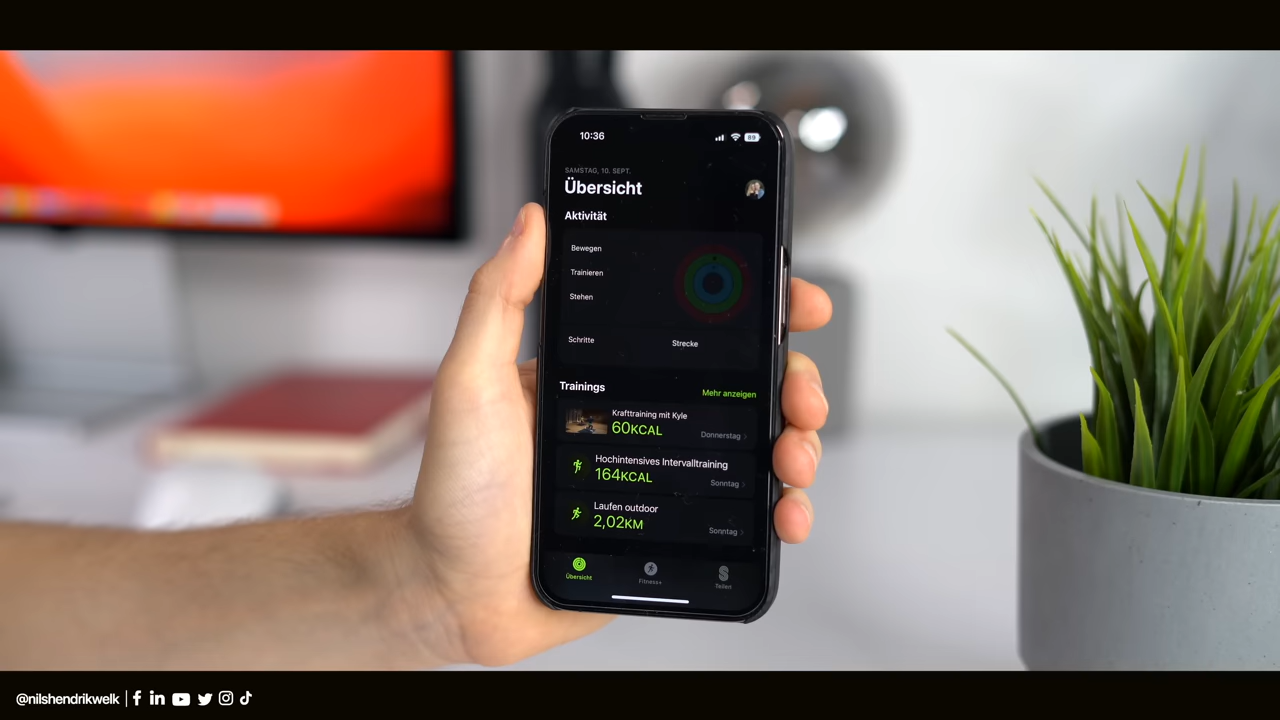 10:36
89
SAMSTAG, 10. SEPT.
Übersicht
Aktivität
Bewegen
Trainieren
Stehen
Schritte
Strecke
Trainings
Mehr anzeigen
Krafttraining mit Kyle
60KCAL
Donnerstag
Hochintensives Intervalltraining
164KCAL
Sonntag
Laufen outdoor
2,02KM
Sonntag
Übersicht
Fitness+
Teilen
@nilshendrikwelk